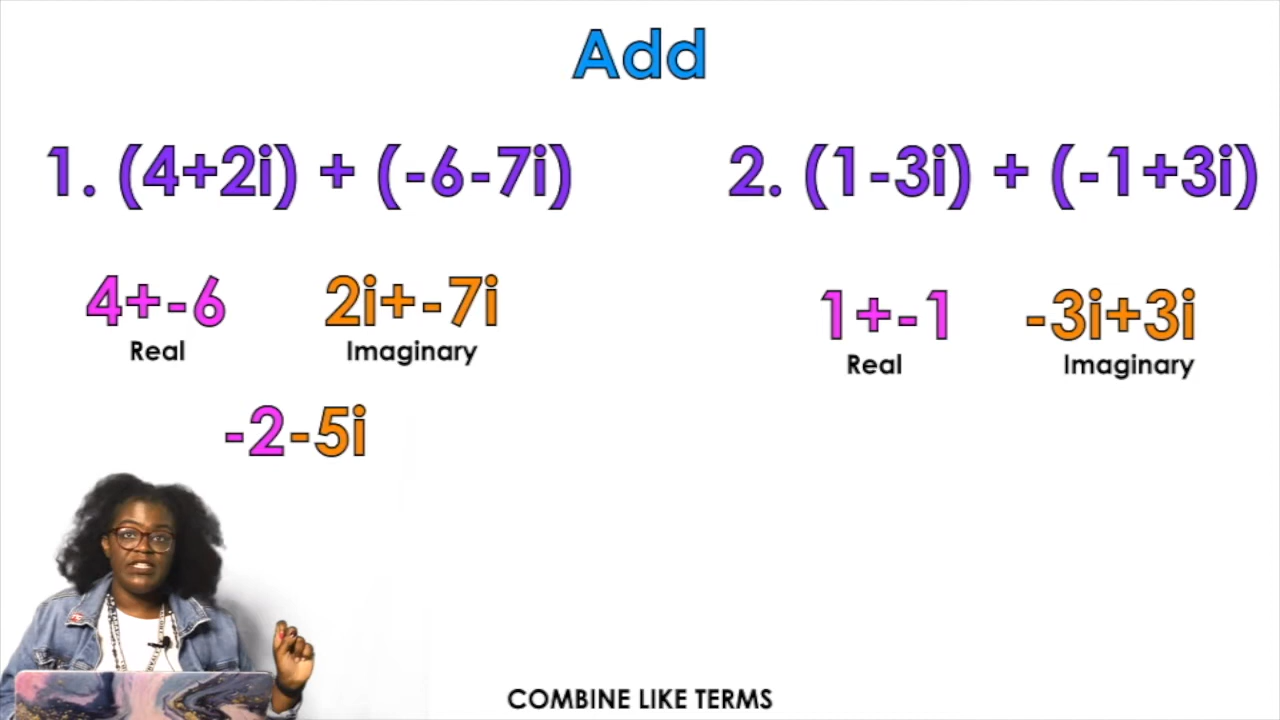 Add
1. (4+2i) + (-6-7i)
4+-6
Real
2i+-7i
Imaginary
-2-5i
2. (1-3i) + (-1+3i)
1+-1
Real
-3i+3i
Imaginary
COMBINE LIKE TERMS